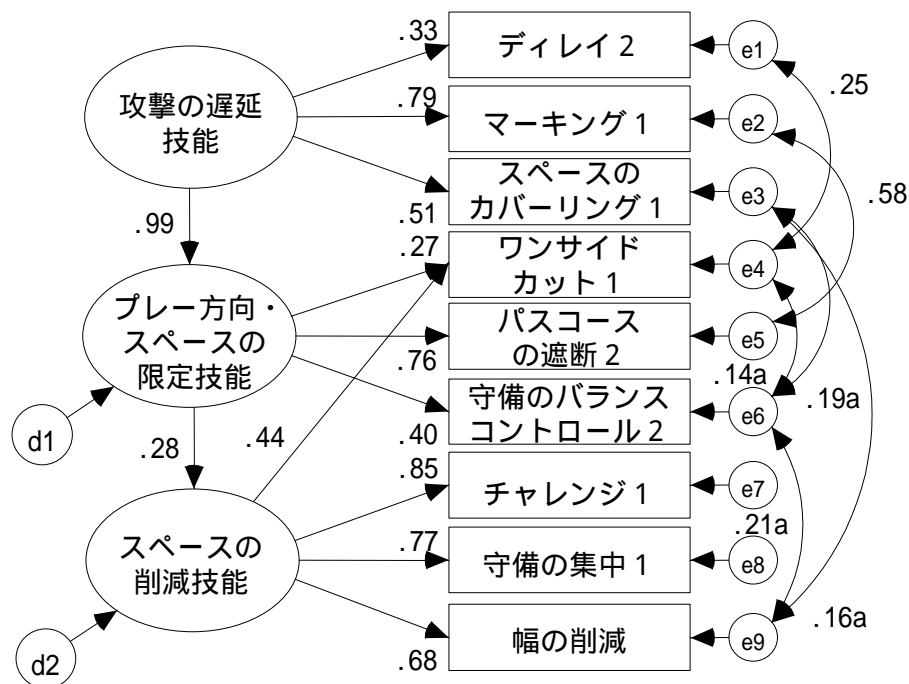 .33
ディレイ 2
e1
.25
攻撃の遅延
技能
.79
マーキング 1
e2
スペースの
カバーリング 1
e3
.58
.51
.99
.27
ワンサイド
カット 1
e4
プレー方向・
スペースの
限定技能
パスコース
の遮断 2
e5
.76
.14a
守備のバランス
コントロール 2
e6
.19a
d1
.28
.44
.40
.85
チャレンジ 1
e7
.21a
スペースの
削減技能
.77
守備の集中 1
e8
.16a
幅の削減
e9
.68
d2